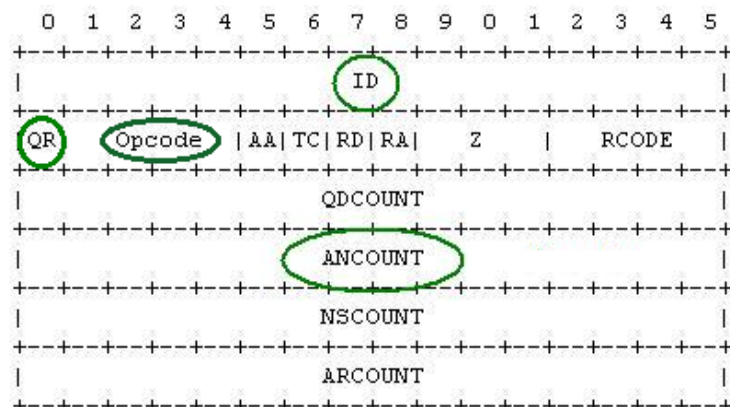 0 1 2 3 4 5 6 7 8 9 0 1 2 3 4 5
+--+--+--+--+--+--+--+--+--+--+--+--+--+--+--+--+
| ID |
+--+--+--+--+--+--+--+--+--+--+--+--+--+--+--+--+
|QR| Opcode |AA|TC|RD|RA| Z | RCODE |
+--+--+--+--+--+--+--+--+--+--+--+--+--+--+--+--+
| QDCOUNT |
+--+--+--+--+--+--+--+--+--+--+--+--+--+--+--+--+
| ANCOUNT |
+--+--+--+--+--+--+--+--+--+--+--+--+--+--+--+--+
| NSCOUNT |
+--+--+--+--+--+--+--+--+--+--+--+--+--+--+--+--+
| ARCOUNT |
+--+--+--+--+--+--+--+--+--+--+--+--+--+--+--+--+